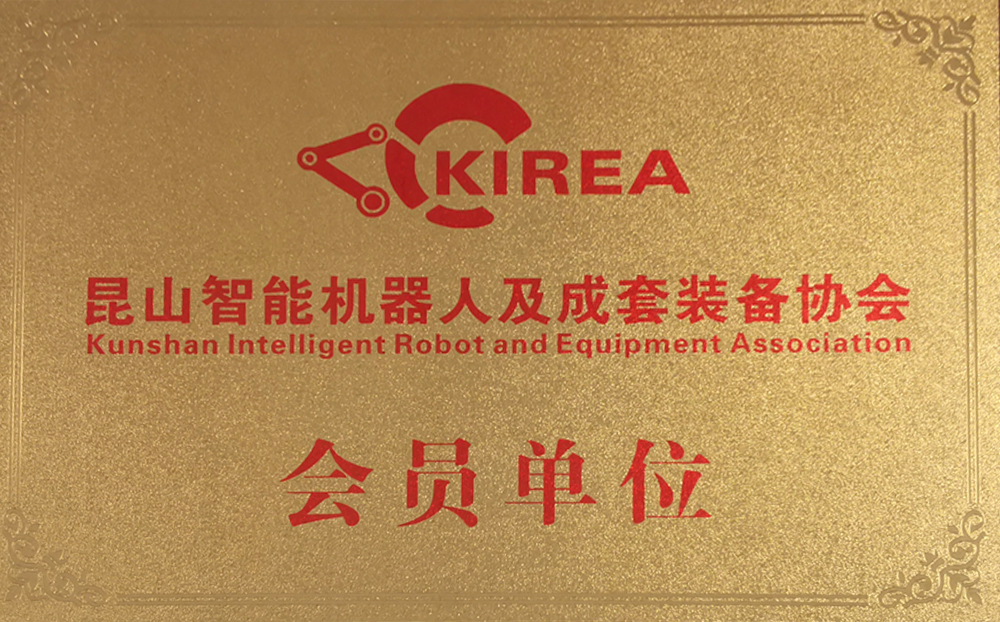 KIREA
昆山智能机器人及成套装备协会
Kunshan Intelligent Robot and Equipment Association
会员单位